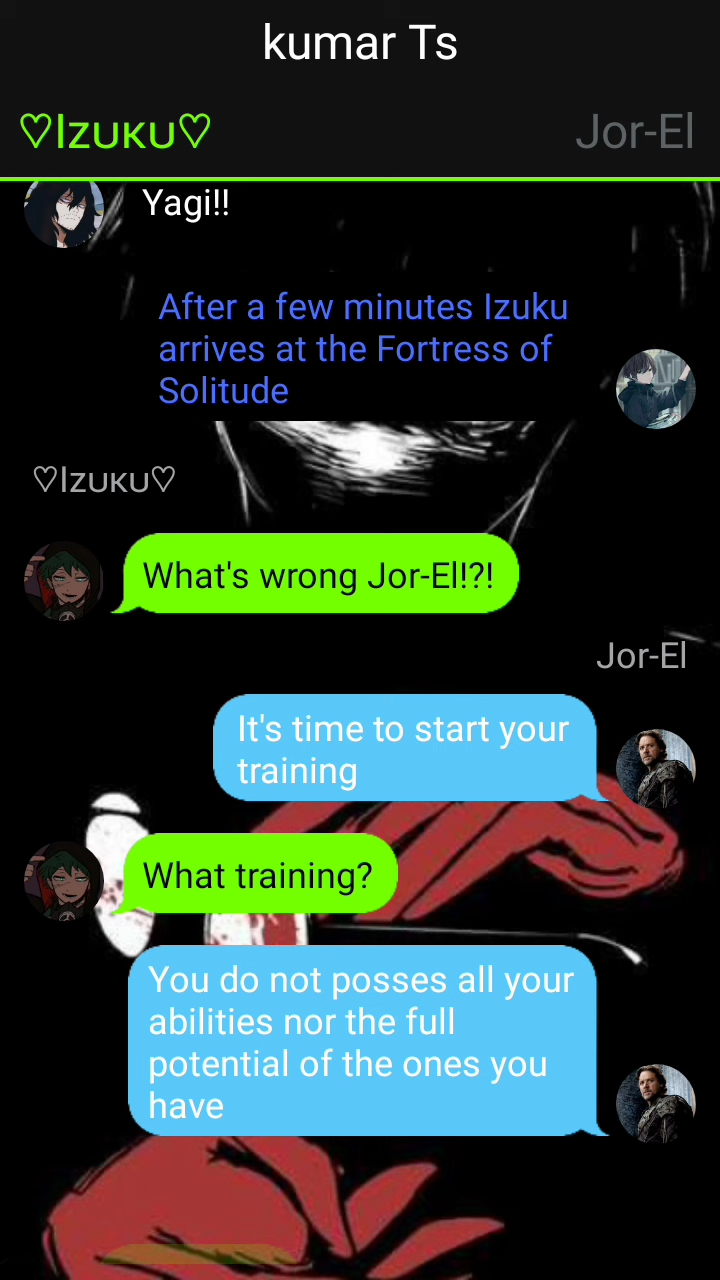 kumar Ts
♡Izuku♡
Jor-El
Yagi!!
After a few minutes Izuku
arrives at the Fortress of
Solitude
♡Izuku♡
What's wrong Jor-El!?!
Jor-El
It's time to start your
training
What training?
You do not posses all your
abilities nor the full
potential of the ones you
have